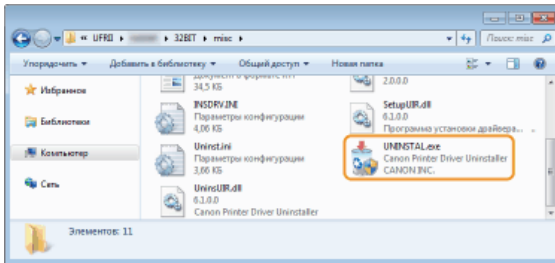 UFRII ▸ ▸ 32BIT ▸ misc ▸
Поиск: misc
Упорядочить ▾ Добавить в библиотеку ▾ Общий доступ ▾ Новая папка
34,5 КБ
2.0.0.0
Избранное
INSDRV.INI
Параметры конфигурации
4,06 КБ
SetupUIR.dll
6.1.0.0
Программа установки драйвера...
Библиотеки
Компьютер
Uninst.ini
Параметры конфигурации
3,66 КБ
UNINSTAL.exe
Canon Printer Driver Uninstaller
CANON INC.
Сеть
UninsUIR.dll
6.1.0.0
Canon Printer Driver Uninstaller
Элементов: 11